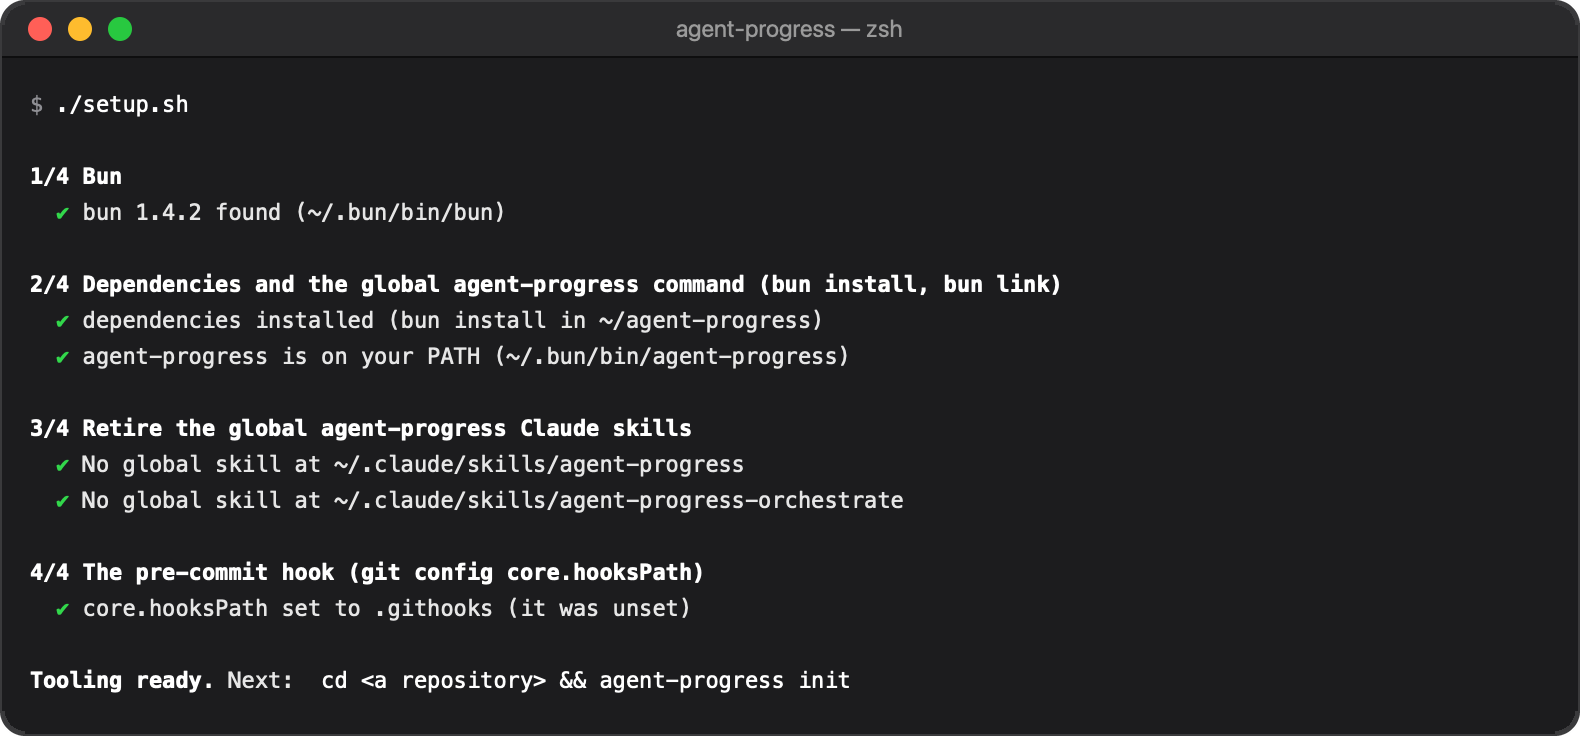 agent-progress — zsh
$ ./setup.sh
1/4 Bun
✔ bun 1.4.2 found (~/.bun/bin/bun)
2/4 Dependencies and the global agent-progress command (bun install, bun link)
✔ dependencies installed (bun install in ~/agent-progress)
✔ agent-progress is on your PATH (~/.bun/bin/agent-progress)
3/4 Retire the global agent-progress Claude skills
✔ No global skill at ~/.claude/skills/agent-progress
✔ No global skill at ~/.claude/skills/agent-progress-orchestrate
4/4 The pre-commit hook (git config core.hooksPath)
✔ core.hooksPath set to .githooks (it was unset)
Tooling ready. Next:  cd <a repository> && agent-progress init